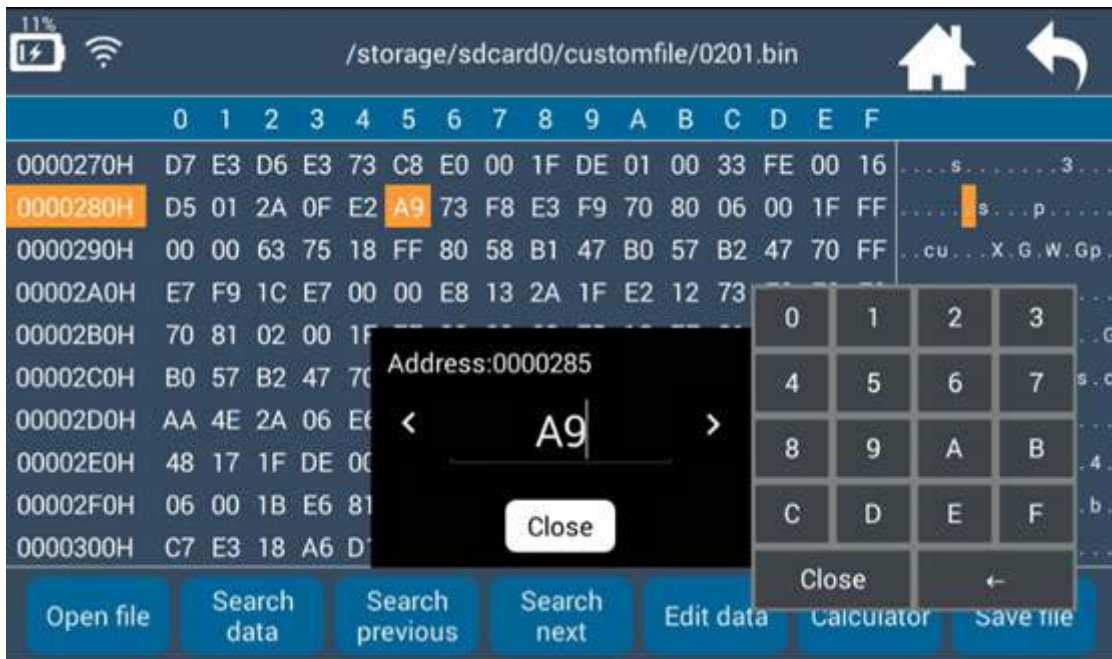 11%
/storage/sdcard0/customfile/0201.bin
0 1 2 3 4 5 6 7 8 9 A B C D E F
0000270H D7 E3 D6 E3 73 C8 E0 00 1F DE 01 00 33 FE 00 16 ....s.......3...
0000280H D5 01 2A 0F E2 A9 73 F8 E3 F9 70 80 06 00 1F FF ......s...p.....
0000290H 00 00 63 75 18 FF 80 58 B1 47 B0 57 B2 47 70 FF ..cu...X.G.W.Gp.
00002A0H E7 F9 1C E7 00 00 E8 13 2A 1F E2 12 73
00002B0H 70 81 02 00
00002C0H B0 57 B2 47 70
00002D0H AA 4E 2A 06
00002E0H 48 17 1F DE
00002F0H 06 00 1B E6 81
0000300H C7 E3 18 A6
Address:0000285
< A9 >
Close
0 1 2 3
4 5 6 7
8 9 A B
C D E F
Close ←
Open file
Search data
Search previous
Search next
Edit data
Calculator
Save file